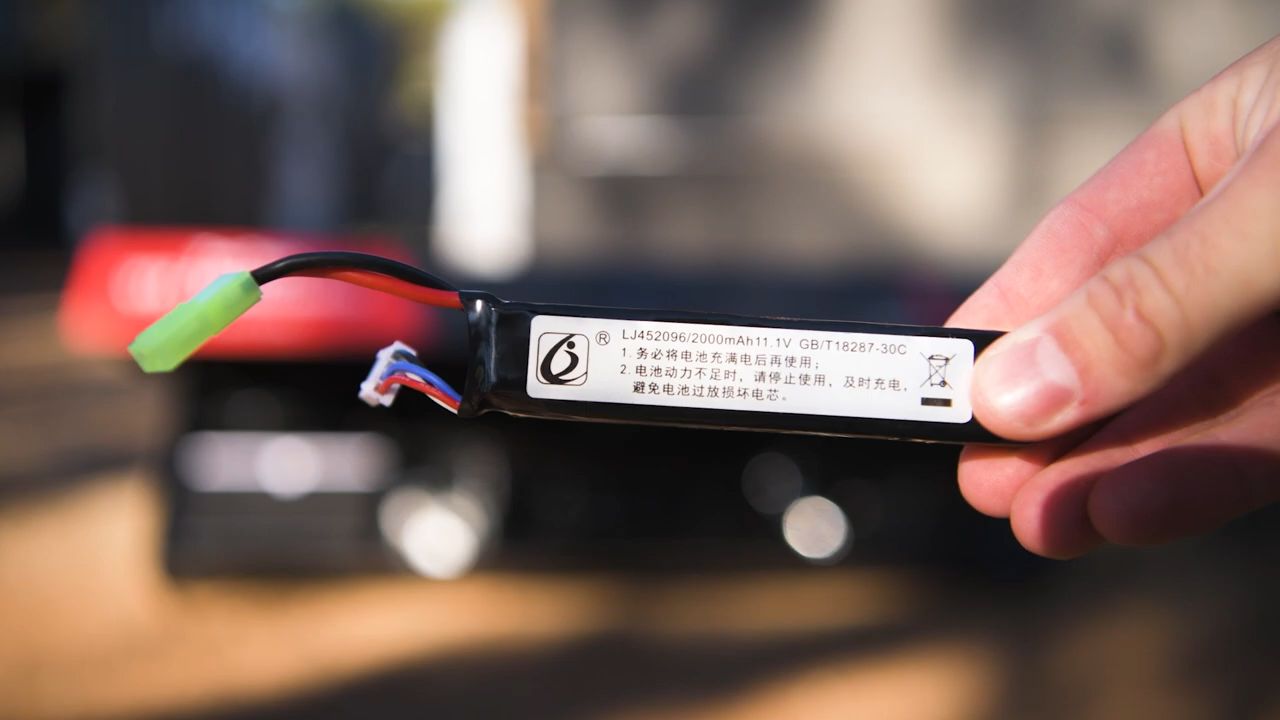 ®
LJ452096/2000mAh11.1V GB/T18287-30C
1. 务必将电池充满电后再使用；
2. 电池动力不足时，请停止使用，及时充电，
避免电池过放损坏电芯。